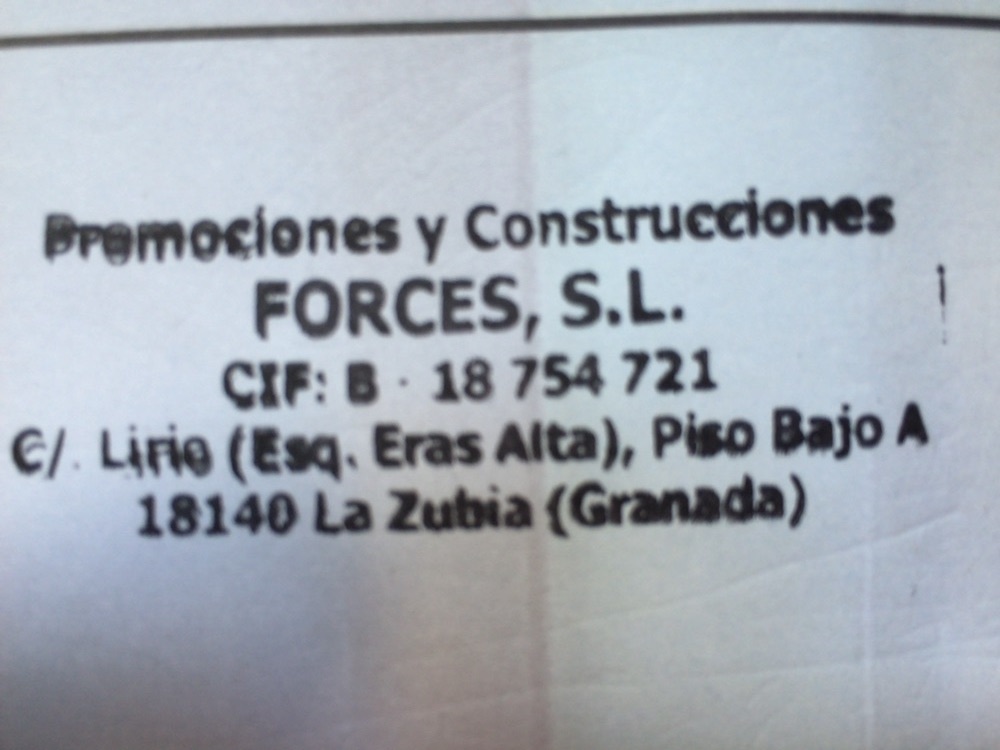 Promociones y Construcciones
FORCES, S.L.
CIF: B - 18 754 721
C/. Lirio (Esq. Eras Alta), Piso Bajo A
18140 La Zubia (Granada)